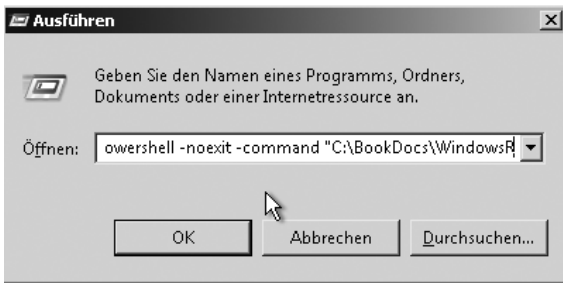 Ausführen
Geben Sie den Namen eines Programms, Ordners,
Dokuments oder einer Internetressource an.
Öffnen: owershell -noexit -command "C:\BookDocs\WindowsR
OK Abbrechen Durchsuchen...